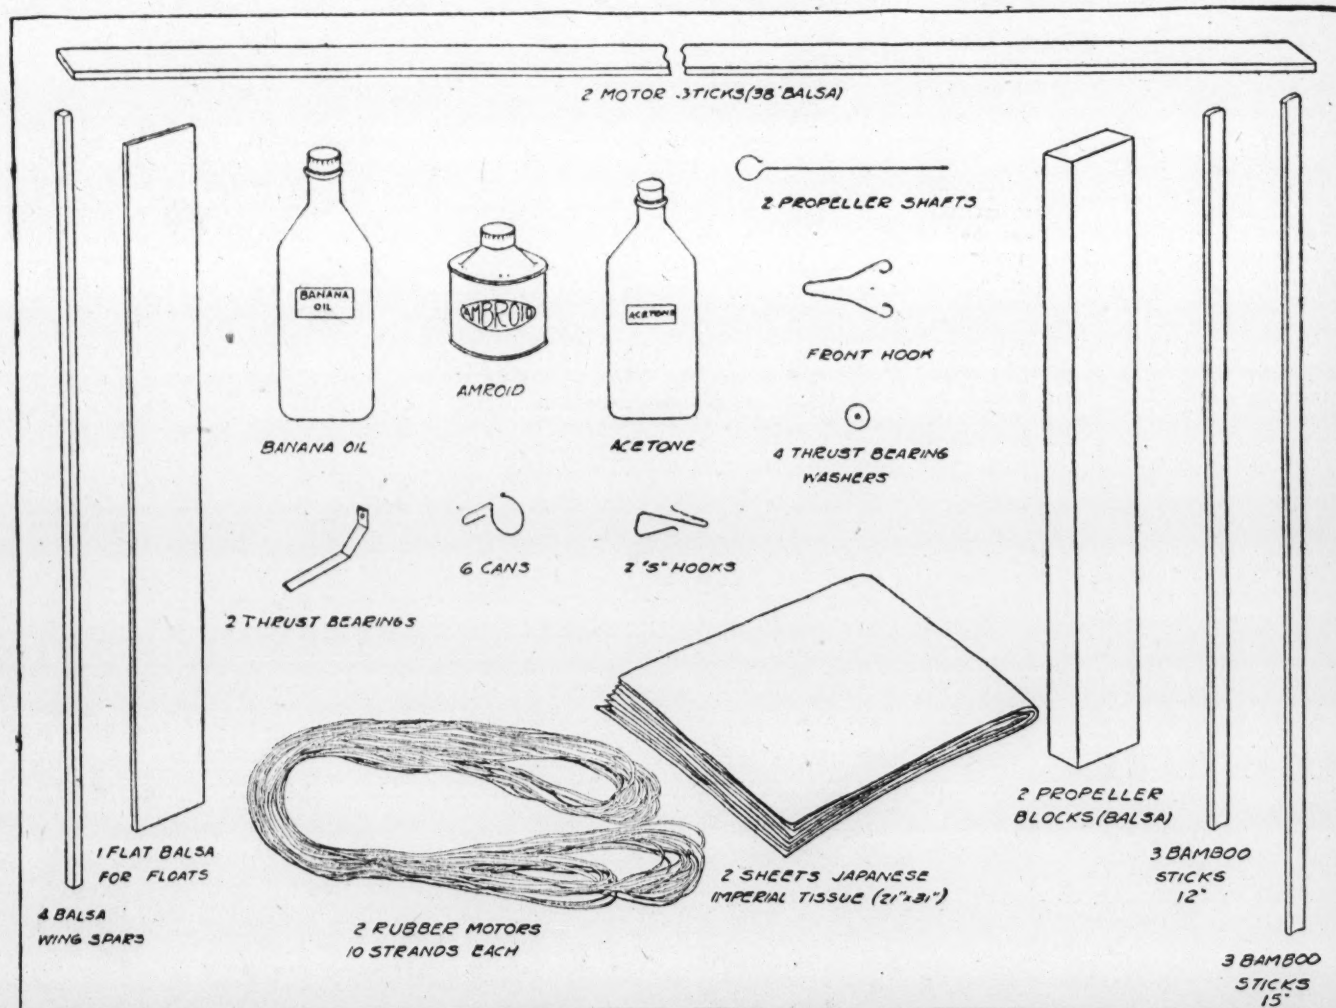 2 MOTOR STICKS (38" BALSA)
2 PROPELLER SHAFTS
BANANA
OIL
AMBROID
ACETONE
FRONT HOOK
AMROID
BANANA OIL
ACETONE
4 THRUST BEARING
WASHERS
6 CANS
2 "S" HOOKS
2 THRUST BEARINGS
2 PROPELLER
BLOCKS (BALSA)
1 FLAT BALSA
FOR FLOATS
3 BAMBOO
STICKS
12"
2 SHEETS JAPANESE
IMPERIAL TISSUE (21"x31")
4 BALSA
WING SPARS
2 RUBBER MOTORS
10 STRANDS EACH
3 BAMBOO
STICKS
15"